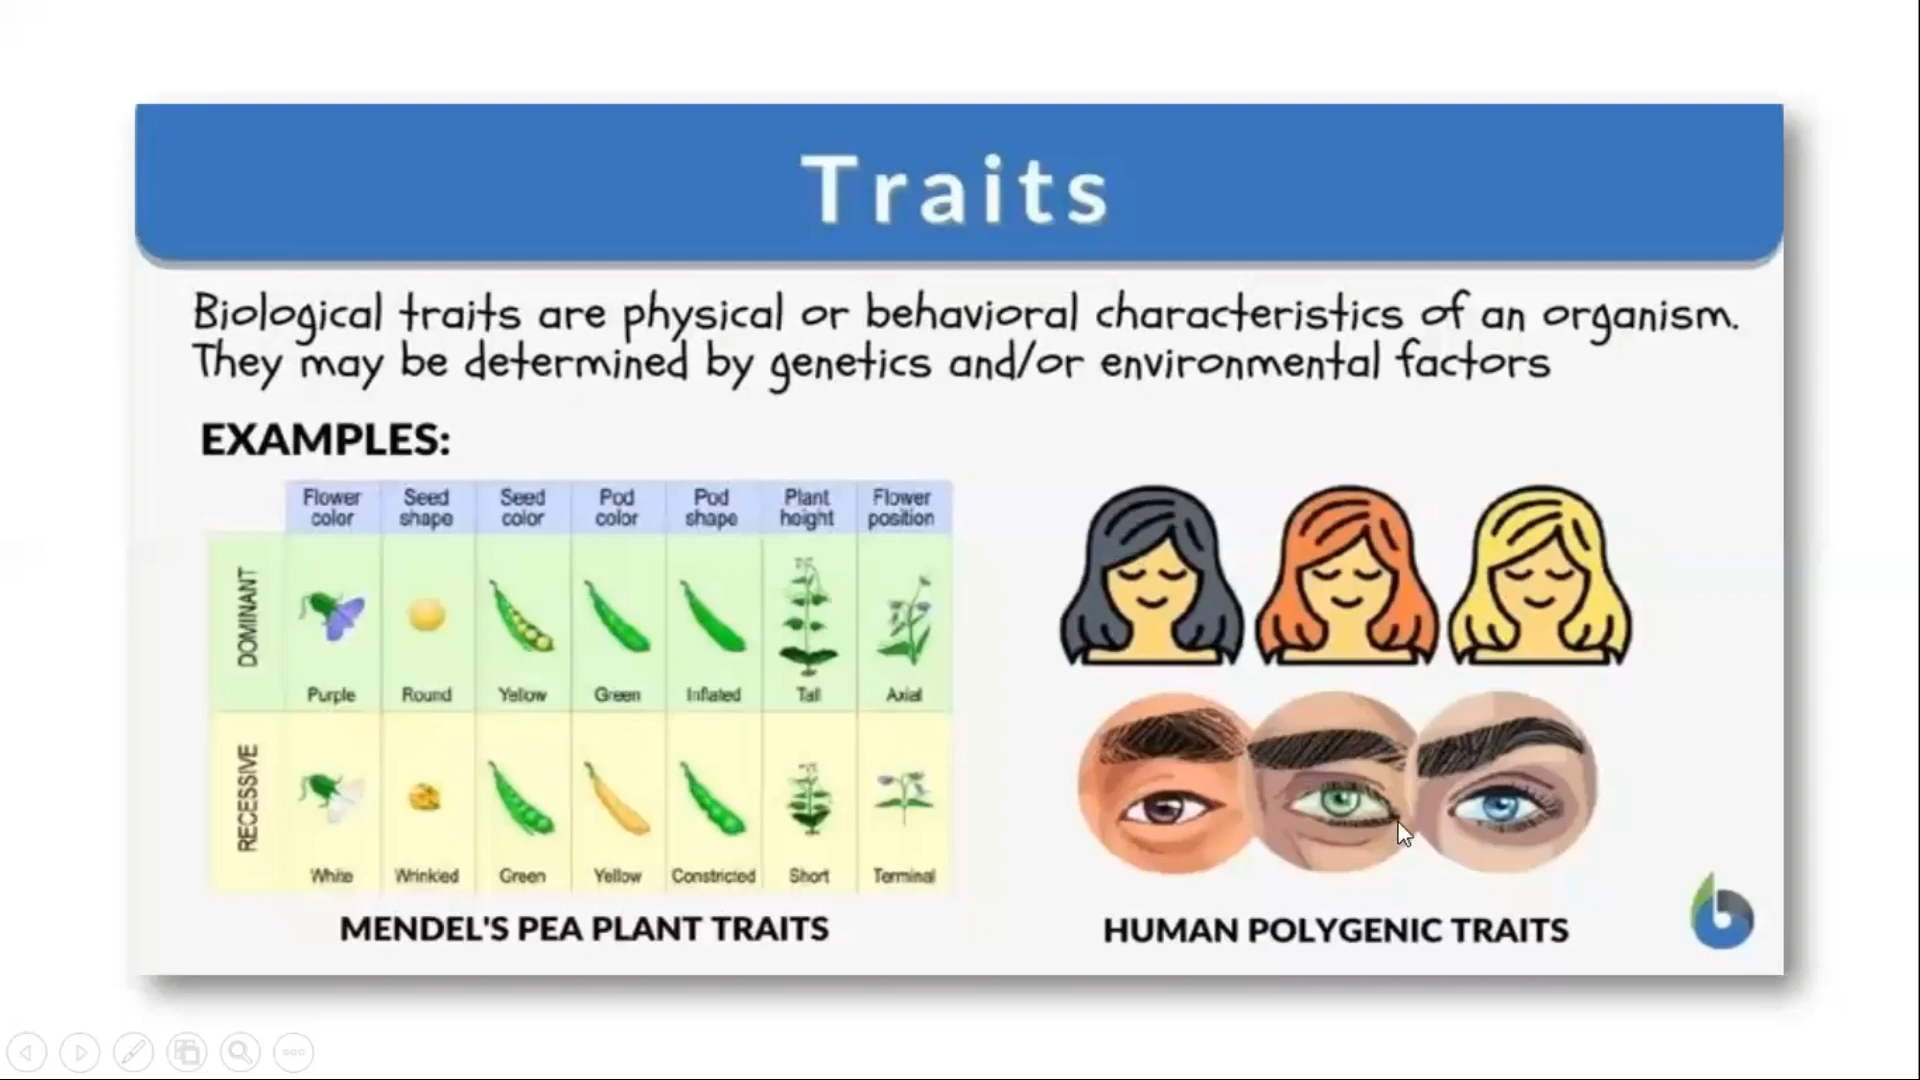 Traits
Biological traits are physical or behavioral characteristics of an organism.
They may be determined by genetics and/or environmental factors
EXAMPLES:
Flower color
Seed shape
Seed color
Pod color
Pod shape
Plant height
Flower position
DOMINANT
Purple
Round
Yellow
Green
Inflated
Tall
Axial
RECESSIVE
White
Wrinkled
Green
Yellow
Constricted
Short
Terminal
MENDEL'S PEA PLANT TRAITS
HUMAN POLYGENIC TRAITS